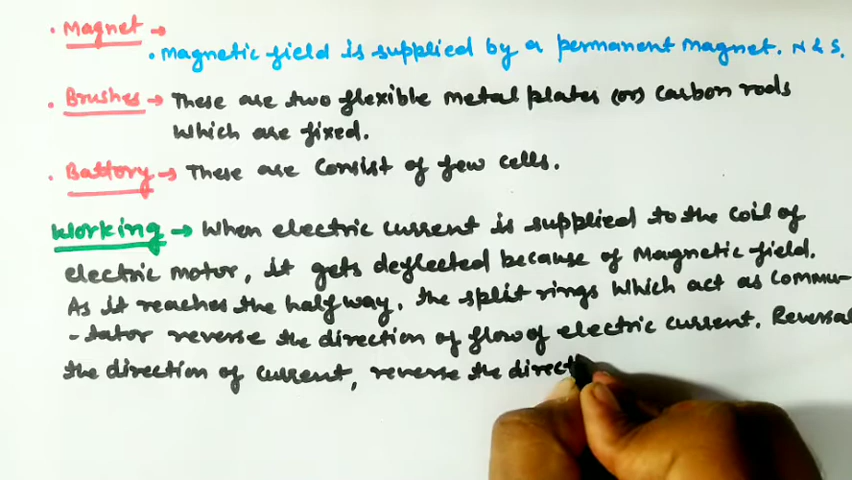 • Magnet →
• Magnetic field is supplied by a permanent magnet. N & S.
• Brushes → These are two flexible metal plates (or) carbon rods
which are fixed.
• Battory → These are consist of few cells.
Working → When electric current is supplied to the coil of
electric motor, it gets deflected because of Magnetic field.
As it reaches the half way. the split rings which act as commu-
-tator reverse the direction of flow of electric current. Reversal
the direction of current, reverse the direct